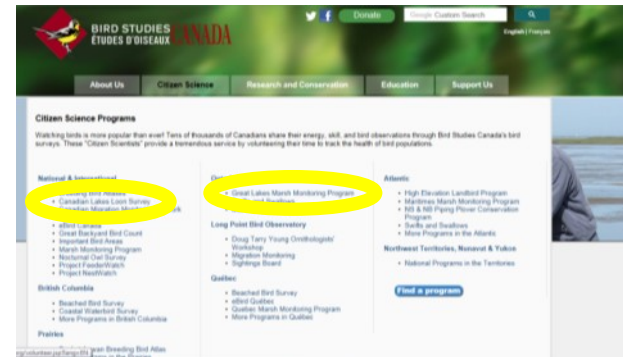 BIRD STUDIES
ÉTUDES D'OISEAUX CANADA
Donate
Google Custom Search
English | Français
About Us
Citizen Science
Research and Conservation
Education
Support Us
Citizen Science Programs
Watching birds is more popular than ever! Tens of thousands of Canadians share their energy, skill, and bird observations through Bird Studies Canada's bird
surveys. These "Citizen Scientists" provide a tremendous service by volunteering their time to track the health of bird populations.
National & International
Canadian Lakes Loon Survey
eBird Canada
Great Backyard Bird Count
Important Bird Areas
Marsh Monitoring Program
Nocturnal Owl Survey
Project FeederWatch
Project NestWatch
British Columbia
Beached Bird Survey
Coastal Waterbird Survey
More Programs in British Columbia
Prairies
Breeding Bird Atlas
Great Lakes Marsh Monitoring Program
Long Point Bird Observatory
Doug Tarry Young Ornithologists'
Workshop
Migration Monitoring
Sightings Board
Québec
Beached Bird Survey
eBird Québec
Quebec Marsh Monitoring Program
More Programs in Québec
Atlantic
High Elevation Landbird Program
Maritimes Marsh Monitoring Program
NS & NB Piping Plover Conservation
Program
Swifts and Swallows
More Programs in the Atlantic
Northwest Territories, Nunavut & Yukon
National Programs in the Territories
Find a program